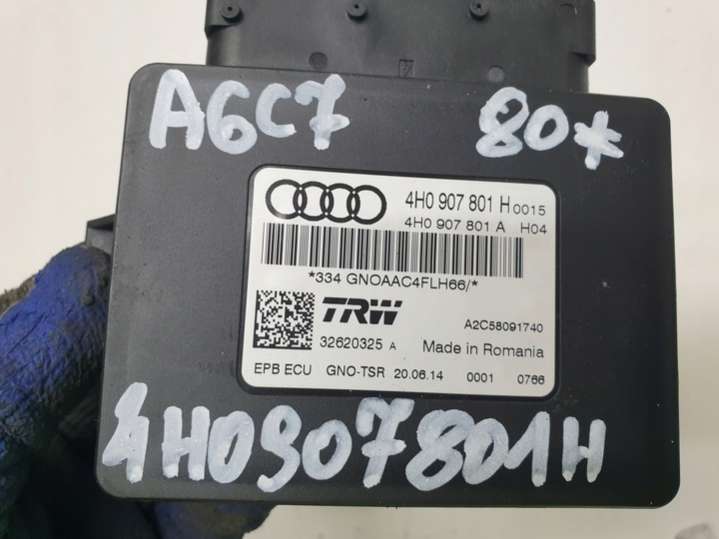 A6C7 80*
4H0 907 801 H 0015
4H0 907 801 A H04
*334 GNOAAC4FLH66/*
TRW
A2C58091740
32620325 A Made in Romania
EPB ECU GNO-TSR 20.06.14 0001 0766
4H0907801H